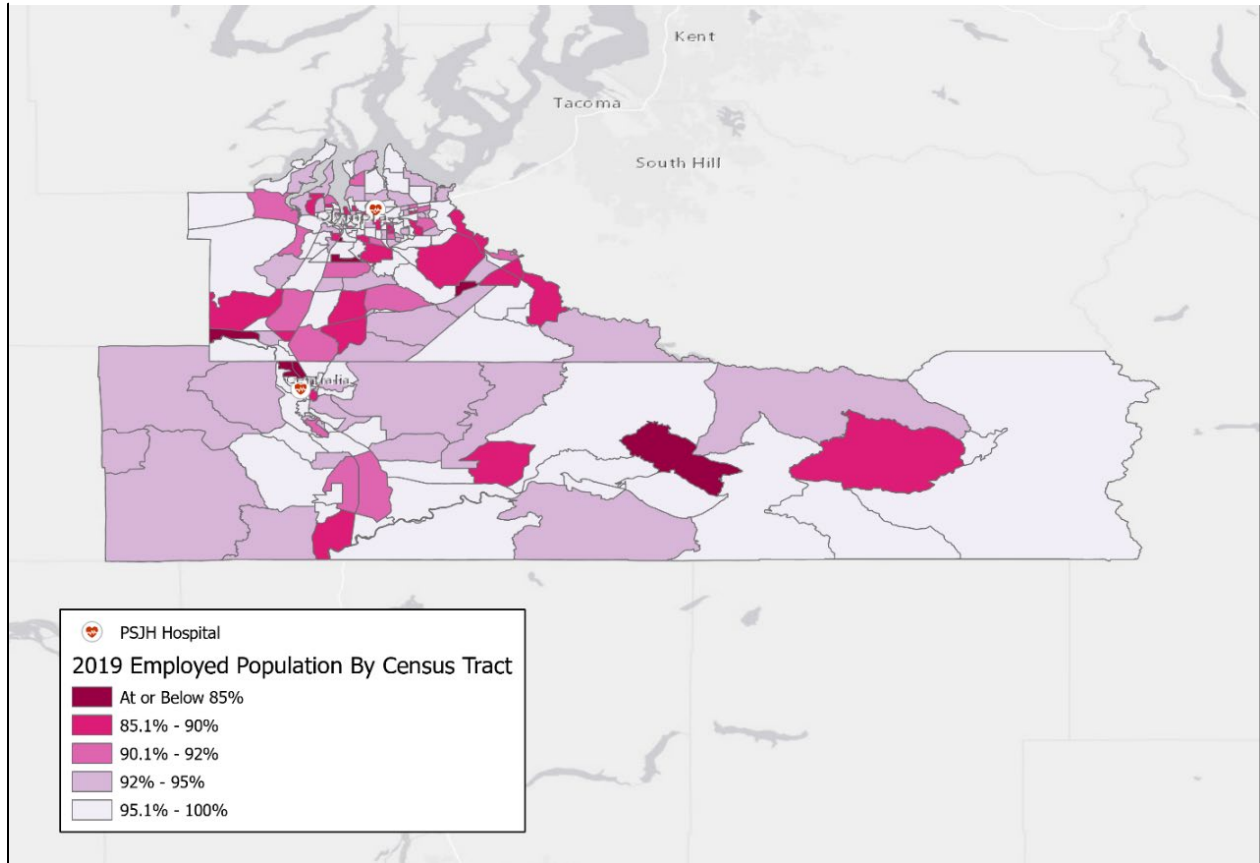 Kent
Tacoma
South Hill
PSJH Hospital
2019 Employed Population By Census Tract
At or Below 85%
85.1% - 90%
90.1% - 92%
92% - 95%
95.1% - 100%